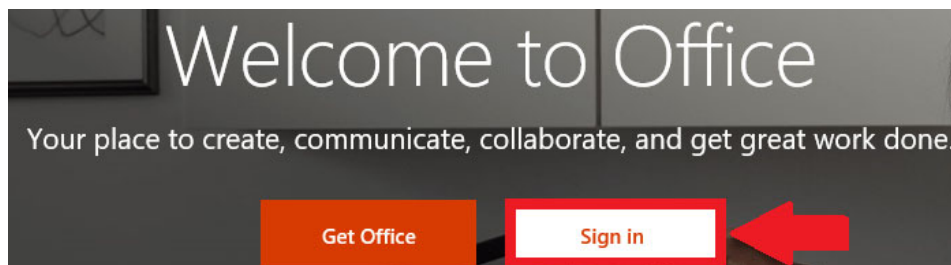 Welcome to Office
Your place to create, communicate, collaborate, and get great work done.
Get Office
Sign in